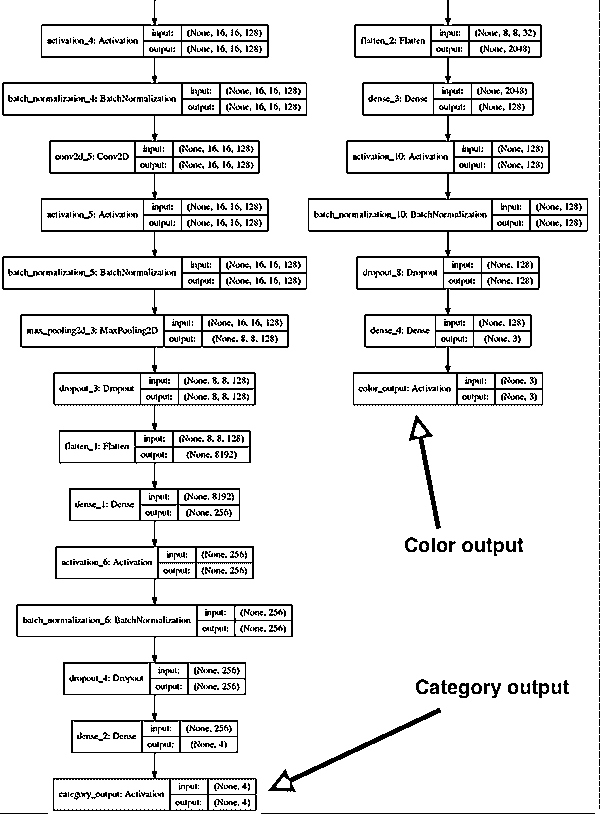 activation_4: Activation
input: (None, 16, 16, 128)
output: (None, 16, 16, 128)
batch_normalization_4: BatchNormalization
input: (None, 16, 16, 128)
output: (None, 16, 16, 128)
conv2d_5: Conv2D
input: (None, 16, 16, 128)
output: (None, 16, 16, 128)
activation_5: Activation
input: (None, 16, 16, 128)
output: (None, 16, 16, 128)
batch_normalization_5: BatchNormalization
input: (None, 16, 16, 128)
output: (None, 16, 16, 128)
max_pooling2d_3: MaxPooling2D
input: (None, 16, 16, 128)
output: (None, 8, 8, 128)
dropout_3: Dropout
input: (None, 8, 8, 128)
output: (None, 8, 8, 128)
flatten_1: Flatten
input: (None, 8, 8, 128)
output: (None, 8192)
dense_1: Dense
input: (None, 8192)
output: (None, 256)
activation_6: Activation
input: (None, 256)
output: (None, 256)
batch_normalization_6: BatchNormalization
input: (None, 256)
output: (None, 256)
dropout_4: Dropout
input: (None, 256)
output: (None, 256)
dense_2: Dense
input: (None, 256)
output: (None, 4)
category_output: Activation
input: (None, 4)
output: (None, 4)
flatten_2: Flatten
input: (None, 8, 8, 32)
output: (None, 2048)
dense_3: Dense
input: (None, 2048)
output: (None, 128)
activation_10: Activation
input: (None, 128)
output: (None, 128)
batch_normalization_10: BatchNormalization
input: (None, 128)
output: (None, 128)
dropout_8: Dropout
input: (None, 128)
output: (None, 128)
dense_4: Dense
input: (None, 128)
output: (None, 3)
color_output: Activation
input: (None, 3)
output: (None, 3)
Color output
Category output